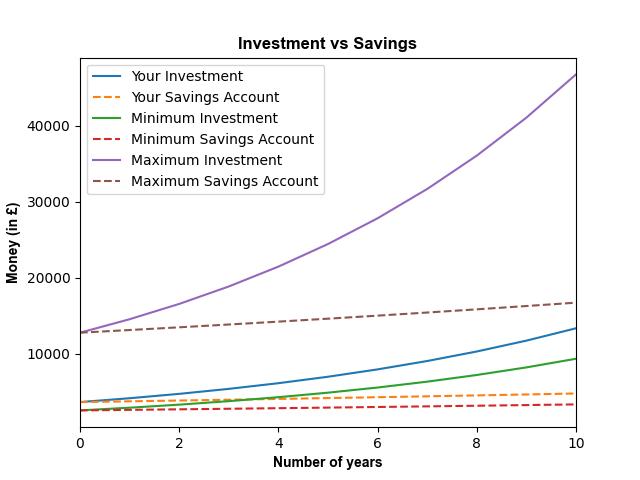 Investment vs Savings
Your Investment
Your Savings Account
Minimum Investment
Minimum Savings Account
Maximum Investment
Maximum Savings Account
Money (in £)
40000
30000
20000
10000
0 2 4 6 8 10
Number of years